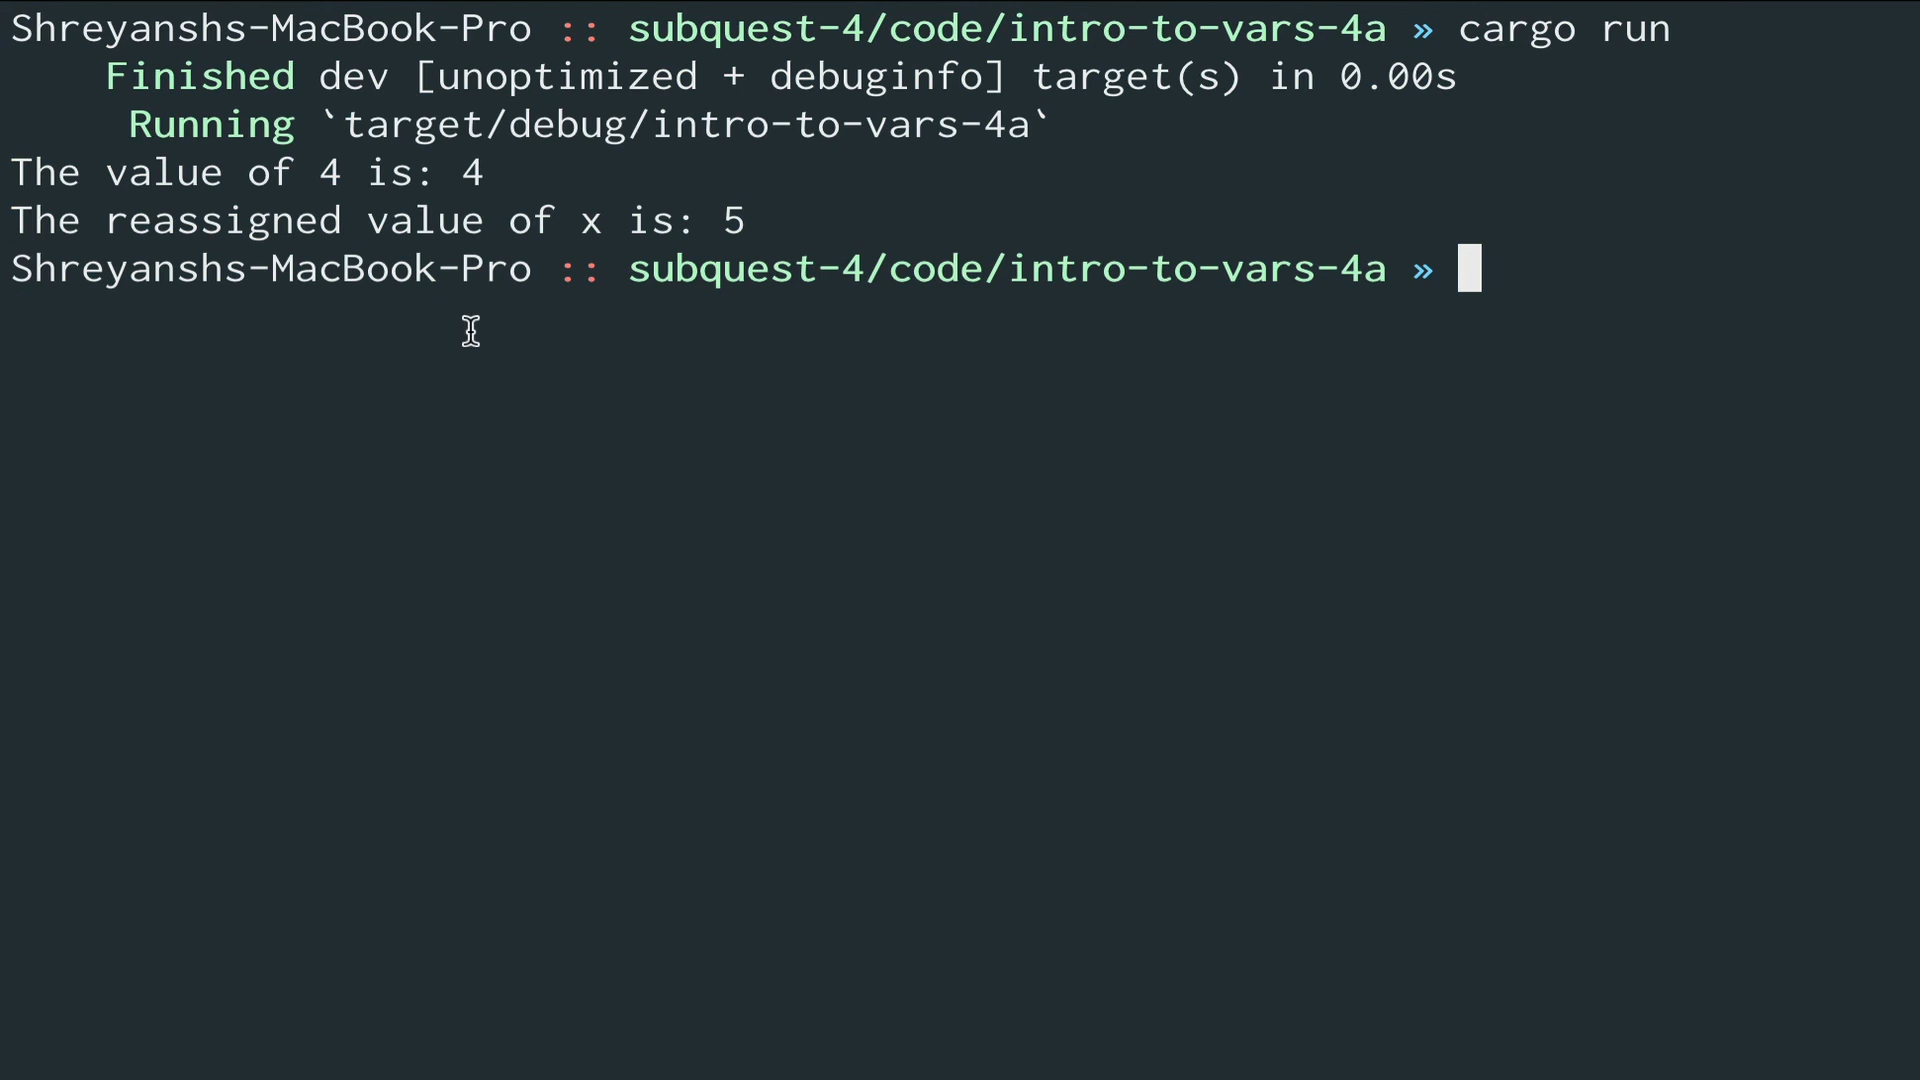 Shreyanshs-MacBook-Pro :: subquest-4/code/intro-to-vars-4a » cargo run
Finished dev [unoptimized + debuginfo] target(s) in 0.00s
Running `target/debug/intro-to-vars-4a`
The value of 4 is: 4
The reassigned value of x is: 5
Shreyanshs-MacBook-Pro :: subquest-4/code/intro-to-vars-4a »